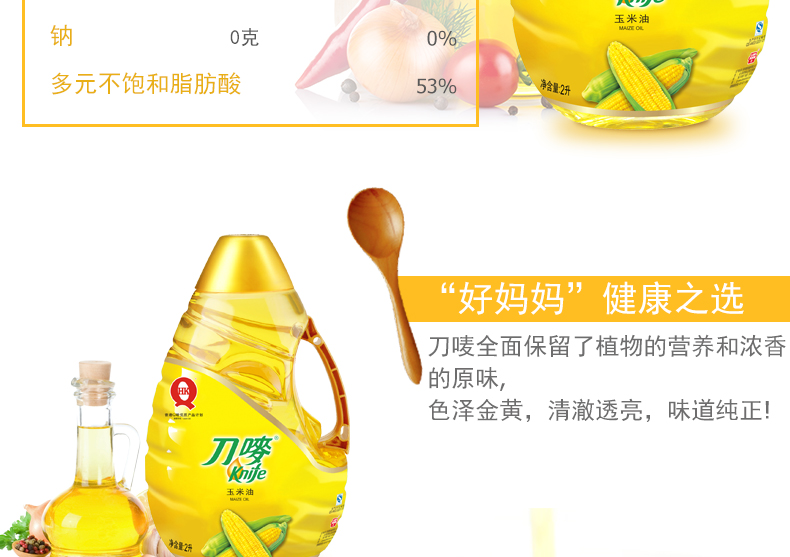 钠 0克 0%
多元不饱和脂肪酸 53%
Knife
玉米油
MAIZE OIL
净含量:2升
“好妈妈”健康之选
刀唛全面保留了植物的营养和浓香
的原味,
色泽金黄，清澈透亮，味道纯正!
HK
刀嘜®
Knife
玉米油
MAIZE OIL
净含量:2升